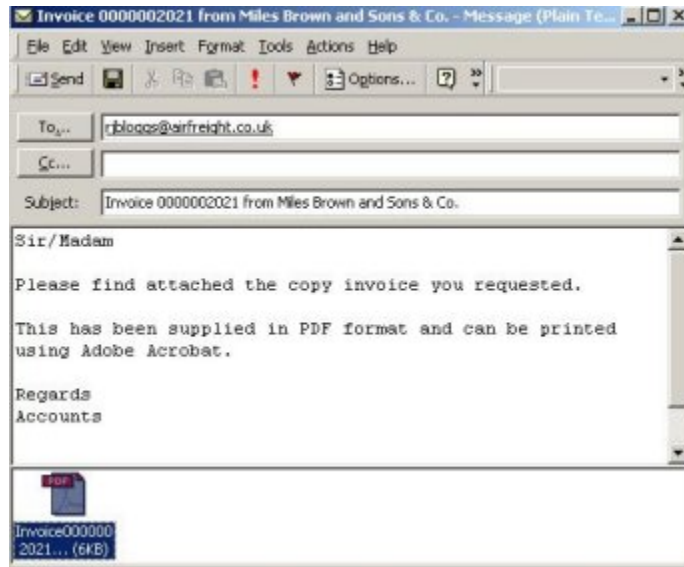 Invoice 0000002021 from Miles Brown and Sons & Co. - Message (Plain Te...
File Edit View Insert Format Tools Actions Help
Send Options...
To... rjbloggs@airfreight.co.uk
Cc...
Subject: Invoice 0000002021 from Miles Brown and Sons & Co.
Sir/Madam
Please find attached the copy invoice you requested.
This has been supplied in PDF format and can be printed
using Adobe Acrobat.
Regards
Accounts
PDF
Invoice000000
2021... (6KB)